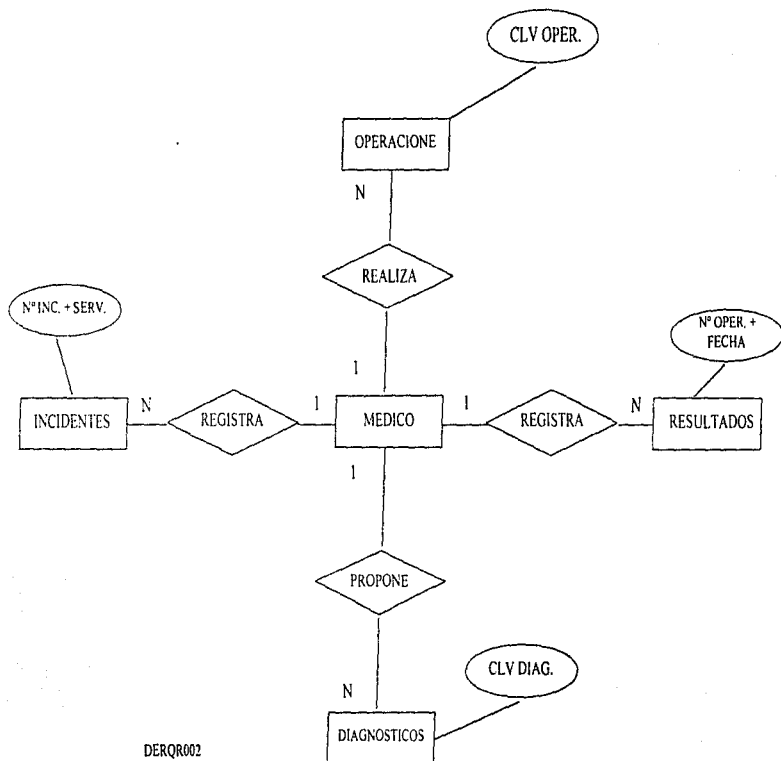 CLV OPER.
OPERACIONE
N
REALIZA
Nº INC. + SERV.
Nº OPER. +
FECHA
1
INCIDENTES
N
REGISTRA
1
MEDICO
1
REGISTRA
N
RESULTADOS
1
PROPONE
CLV DIAG.
N
DIAGNOSTICOS
DERQR002